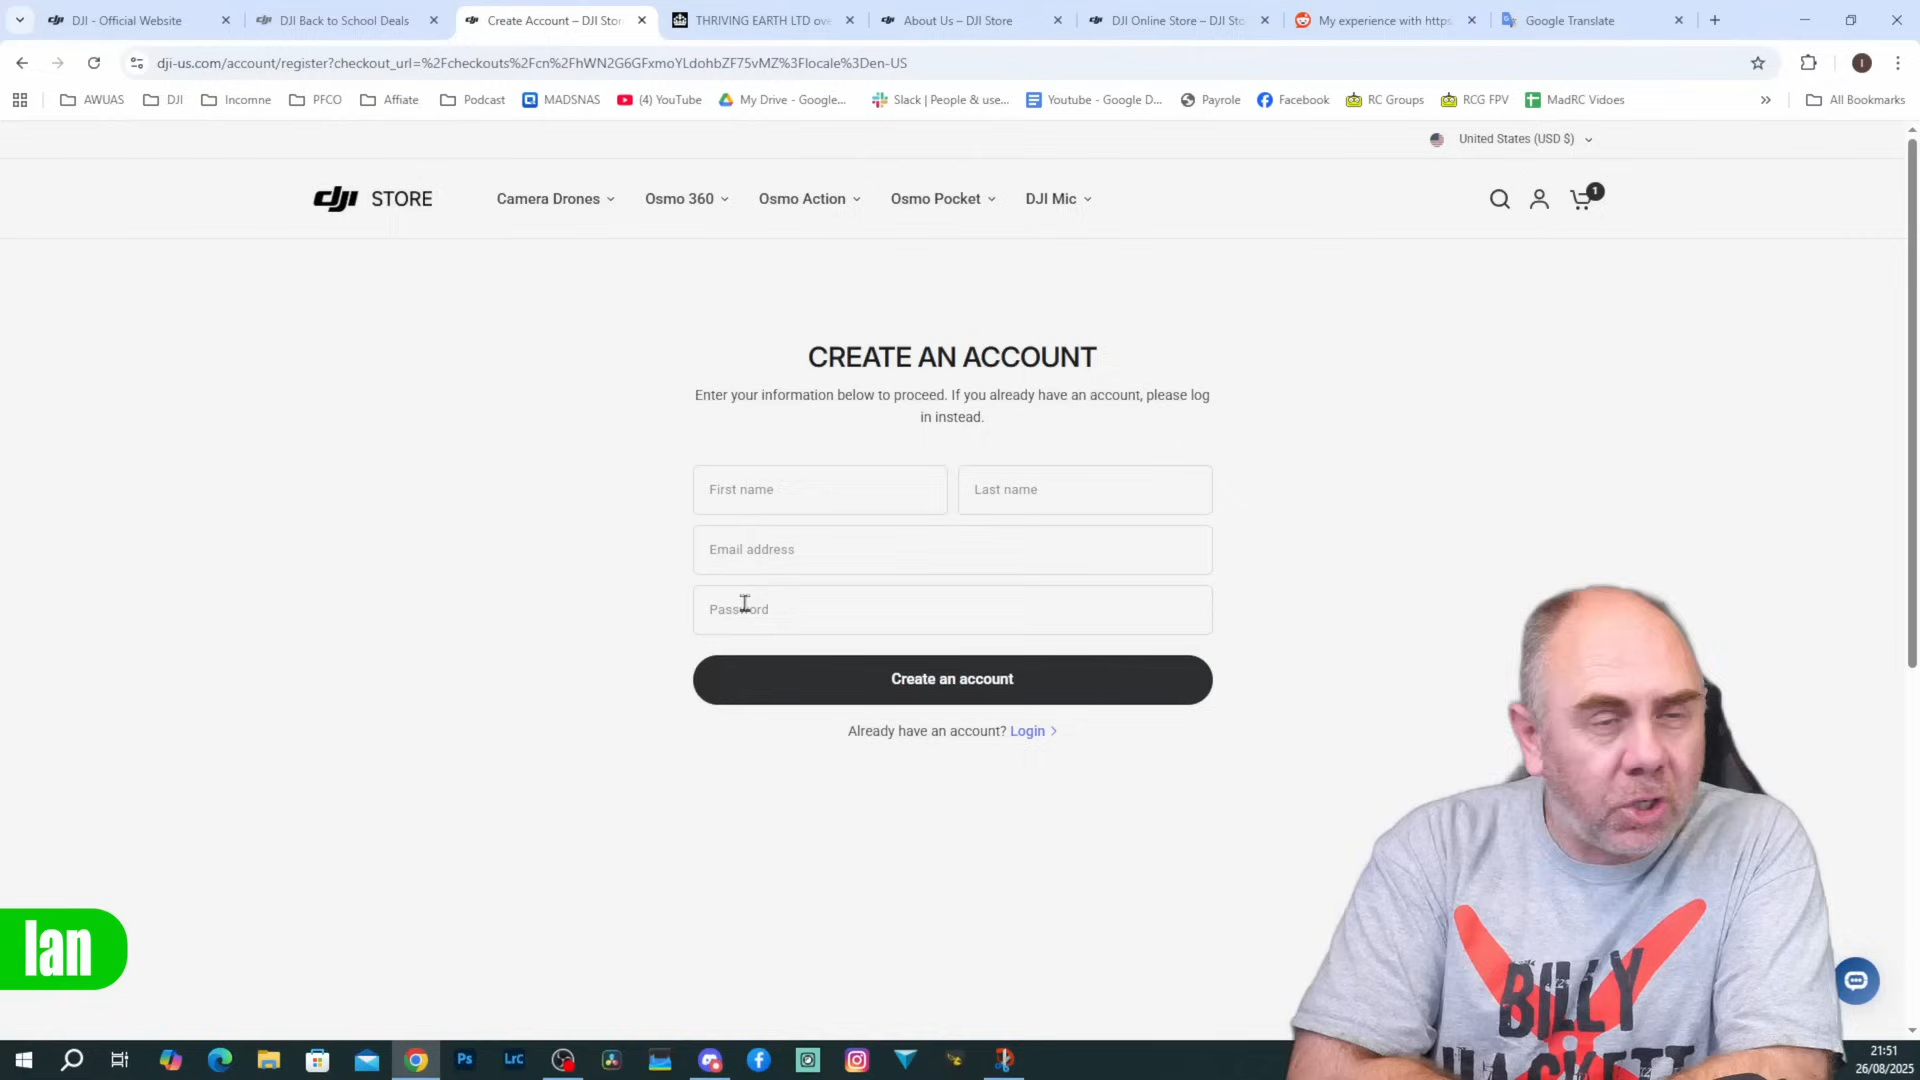 DJI - Official Website
DJI Back to School Deals
Create Account – DJI Stor
THRIVING EARTH LTD ove
About Us – DJI Store
DJI Online Store – DJI Sto
My experience with https
Google Translate
dji-us.com/account/register?checkout_url=%2Fcheckouts%2Fcn%2FhWN2G6GFxmoYLdohbZF75vMZ%3Flocale%3Den-US
AWUAS
DJI
Incomne
PFCO
Affiate
Podcast
MADSNAS
(4) YouTube
My Drive - Google...
Slack | People & use...
Youtube - Google D...
Payrole
Facebook
RC Groups
RCG FPV
MadRC Vidoes
All Bookmarks
United States (USD $)
dji STORE
Camera Drones
Osmo 360
Osmo Action
Osmo Pocket
DJI Mic
1
CREATE AN ACCOUNT
Enter your information below to proceed. If you already have an account, please log
in instead.
First name
Last name
Email address
Password
Create an account
Already have an account? Login
Ian
BILLY
HACKETT
Ps
LrC
21:51
26/08/2025